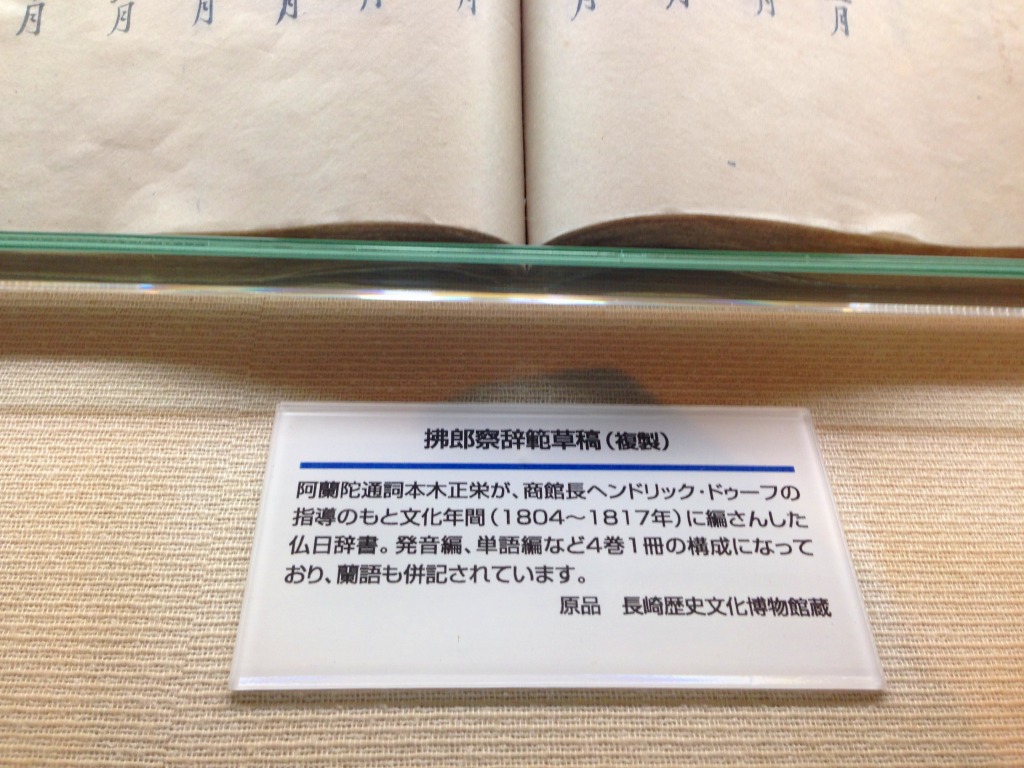 月 月 月 月 月 月 月 月 月 月
拂郎察辞範草稿（複製）
阿蘭陀通詞本木正栄が、商館長ヘンドリック・ドゥーフの
指導のもと文化年間（1804～1817年）に編さんした
仏日辞書。発音編、単語編など4巻1冊の構成になって
おり、蘭語も併記されています。
原品　長崎歴史文化博物館蔵